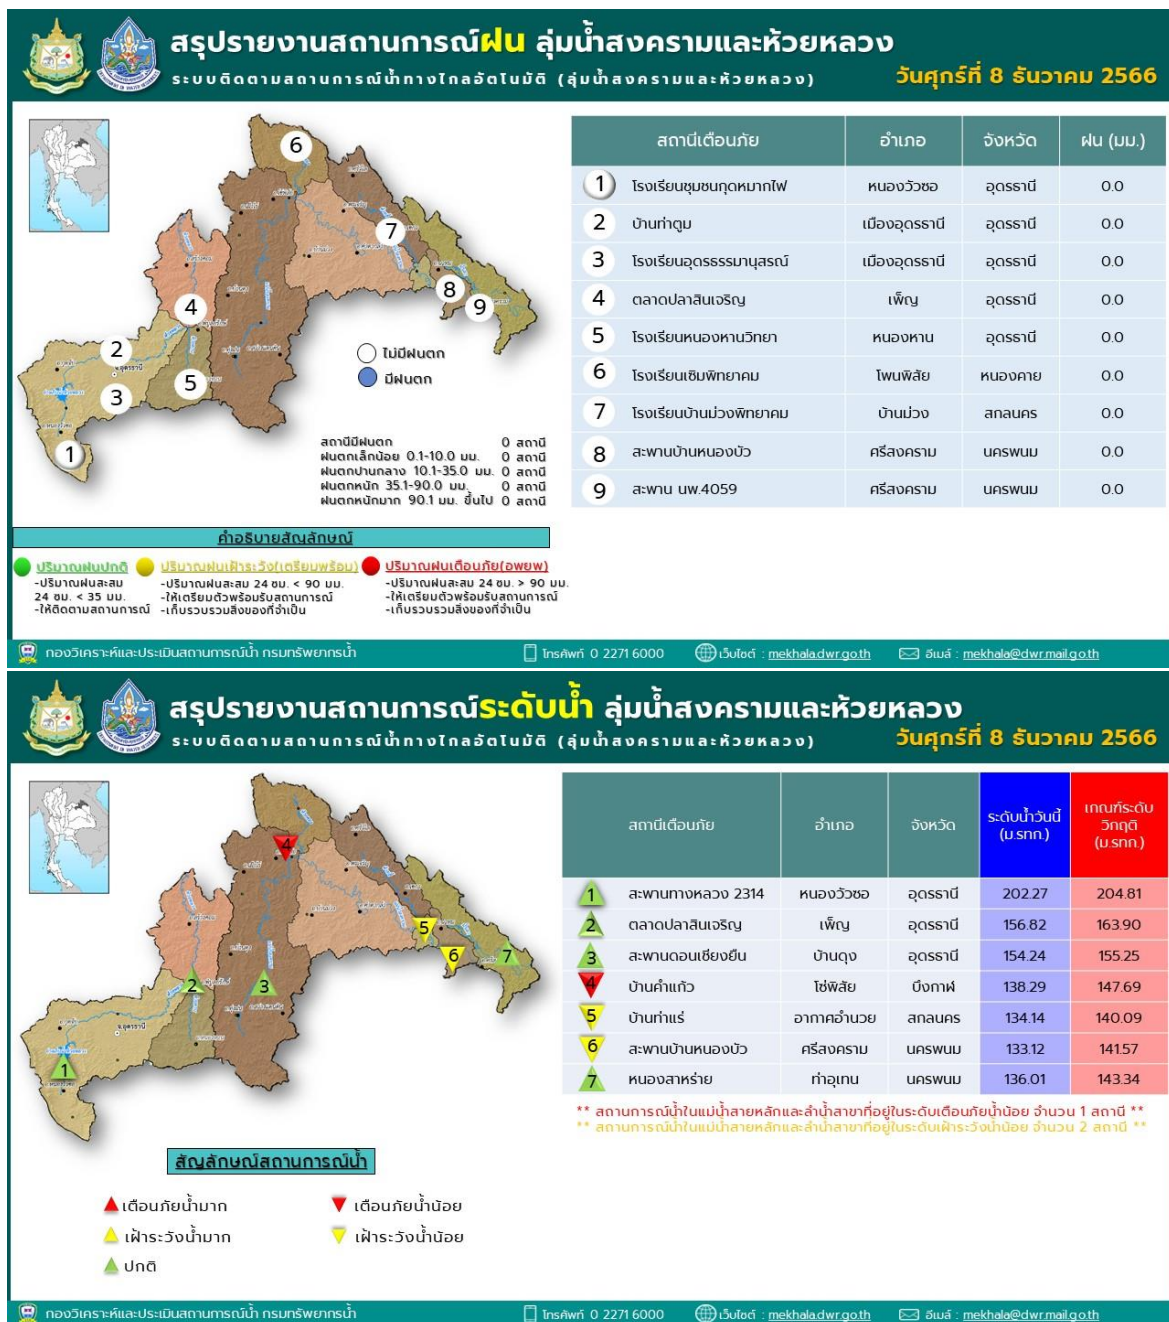 สรุปรายงานสถานการณ์ฝน ลุ่มน้ำสงครามและห้วยหลวง
ระบบติดตามสถานการณ์น้ำทางไกลอัตโนมัติ (ลุ่มน้ำสงครามและห้วยหลวง)
วันศุกร์ที่ 8 ธันวาคม 2566
สถานีเตือนภัย อำเภอ จังหวัด ฝน (มม.)
1 โรงเรียนชุมชนกุดหมากไฟ หนองวัวซอ อุดรธานี 0.0
2 บ้านท่าตูม เมืองอุดรธานี อุดรธานี 0.0
3 โรงเรียนอุดรธรรมานุสรณ์ เมืองอุดรธานี อุดรธานี 0.0
4 ตลาดปลาสินเจริญ เพ็ญ อุดรธานี 0.0
5 โรงเรียนหนองหานวิทยา หนองหาน อุดรธานี 0.0
6 โรงเรียนเซิมพิทยาคม โพนพิสัย หนองคาย 0.0
7 โรงเรียนบ้านม่วงพิทยาคม บ้านม่วง สกลนคร 0.0
8 สะพานบ้านหนองบัว ศรีสงคราม นครพนม 0.0
9 สะพาน นพ.4059 ศรีสงคราม นครพนม 0.0
6
7
8
9
4
2
3
5
1
อ.อุดรธานี
ไม่มีฝนตก
มีฝนตก
สถานีมีฝนตก 0 สถานี
ฝนตกเล็กน้อย 0.1-10.0 มม. 0 สถานี
ฝนตกปานกลาง 10.1-35.0 มม. 0 สถานี
ฝนตกหนัก 35.1-90.0 มม. 0 สถานี
ฝนตกหนักมาก 90.1 มม. ขึ้นไป 0 สถานี
คำอธิบายสัญลักษณ์
ปริมาณฝนปกติ
-ปริมาณฝนสะสม
24 ชม. < 35 มม.
-ให้ติดตามสถานการณ์
ปริมาณฝนเฝ้าระวัง(เตรียมพร้อม)
-ปริมาณฝนสะสม 24 ชม. < 90 มม.
-ให้เตรียมตัวพร้อมรับสถานการณ์
-เก็บรวบรวมสิ่งของที่จำเป็น
ปริมาณฝนเตือนภัย(อพยพ)
-ปริมาณฝนสะสม 24 ชม. > 90 มม.
-ให้เตรียมตัวพร้อมรับสถานการณ์
-เก็บรวบรวมสิ่งของที่จำเป็น
กองวิเคราะห์และประเมินสถานการณ์น้ำ กรมทรัพยากรน้ำ โทรศัพท์ 0 2271 6000 เว็บไซต์ : mekhala.dwr.go.th อีเมล์ : mekhala@dwr.mail.go.th
สรุปรายงานสถานการณ์ระดับน้ำ ลุ่มน้ำสงครามและห้วยหลวง
ระบบติดตามสถานการณ์น้ำทางไกลอัตโนมัติ (ลุ่มน้ำสงครามและห้วยหลวง)
วันศุกร์ที่ 8 ธันวาคม 2566
สถานีเตือนภัย อำเภอ จังหวัด ระดับน้ำวันนี้ (ม.รทก.) เกณฑ์ระดับวิกฤติ (ม.รทก.)
1 สะพานทางหลวง 2314 หนองวัวซอ อุดรธานี 202.27 204.81
2 ตลาดปลาสินเจริญ เพ็ญ อุดรธานี 156.82 163.90
3 สะพานดอนเชียงยืน บ้านดุง อุดรธานี 154.24 155.25
4 บ้านคำแก้ว โซ่พิสัย บึงกาฬ 138.29 147.69
5 บ้านท่าแร่ อากาศอำนวย สกลนคร 134.14 140.09
6 สะพานบ้านหนองบัว ศรีสงคราม นครพนม 133.12 141.57
7 หนองสาหร่าย ท่าอุเทน นครพนม 136.01 143.34
** สถานการณ์น้ำในแม่น้ำสายหลักและลำน้ำสาขาที่อยู่ในระดับเตือนภัยน้ำน้อย จำนวน 1 สถานี **
** สถานการณ์น้ำในแม่น้ำสายหลักและลำน้ำสาขาที่อยู่ในระดับเฝ้าระวังน้ำน้อย จำนวน 2 สถานี **
4
5
6
7
2
3
1
อ.อุดรธานี
สัญลักษณ์สถานการณ์น้ำ
เตือนภัยน้ำมาก เตือนภัยน้ำน้อย
เฝ้าระวังน้ำมาก เฝ้าระวังน้ำน้อย
ปกติ
กองวิเคราะห์และประเมินสถานการณ์น้ำ กรมทรัพยากรน้ำ โทรศัพท์ 0 2271 6000 เว็บไซต์ : mekhala.dwr.go.th อีเมล์ : mekhala@dwr.mail.go.th